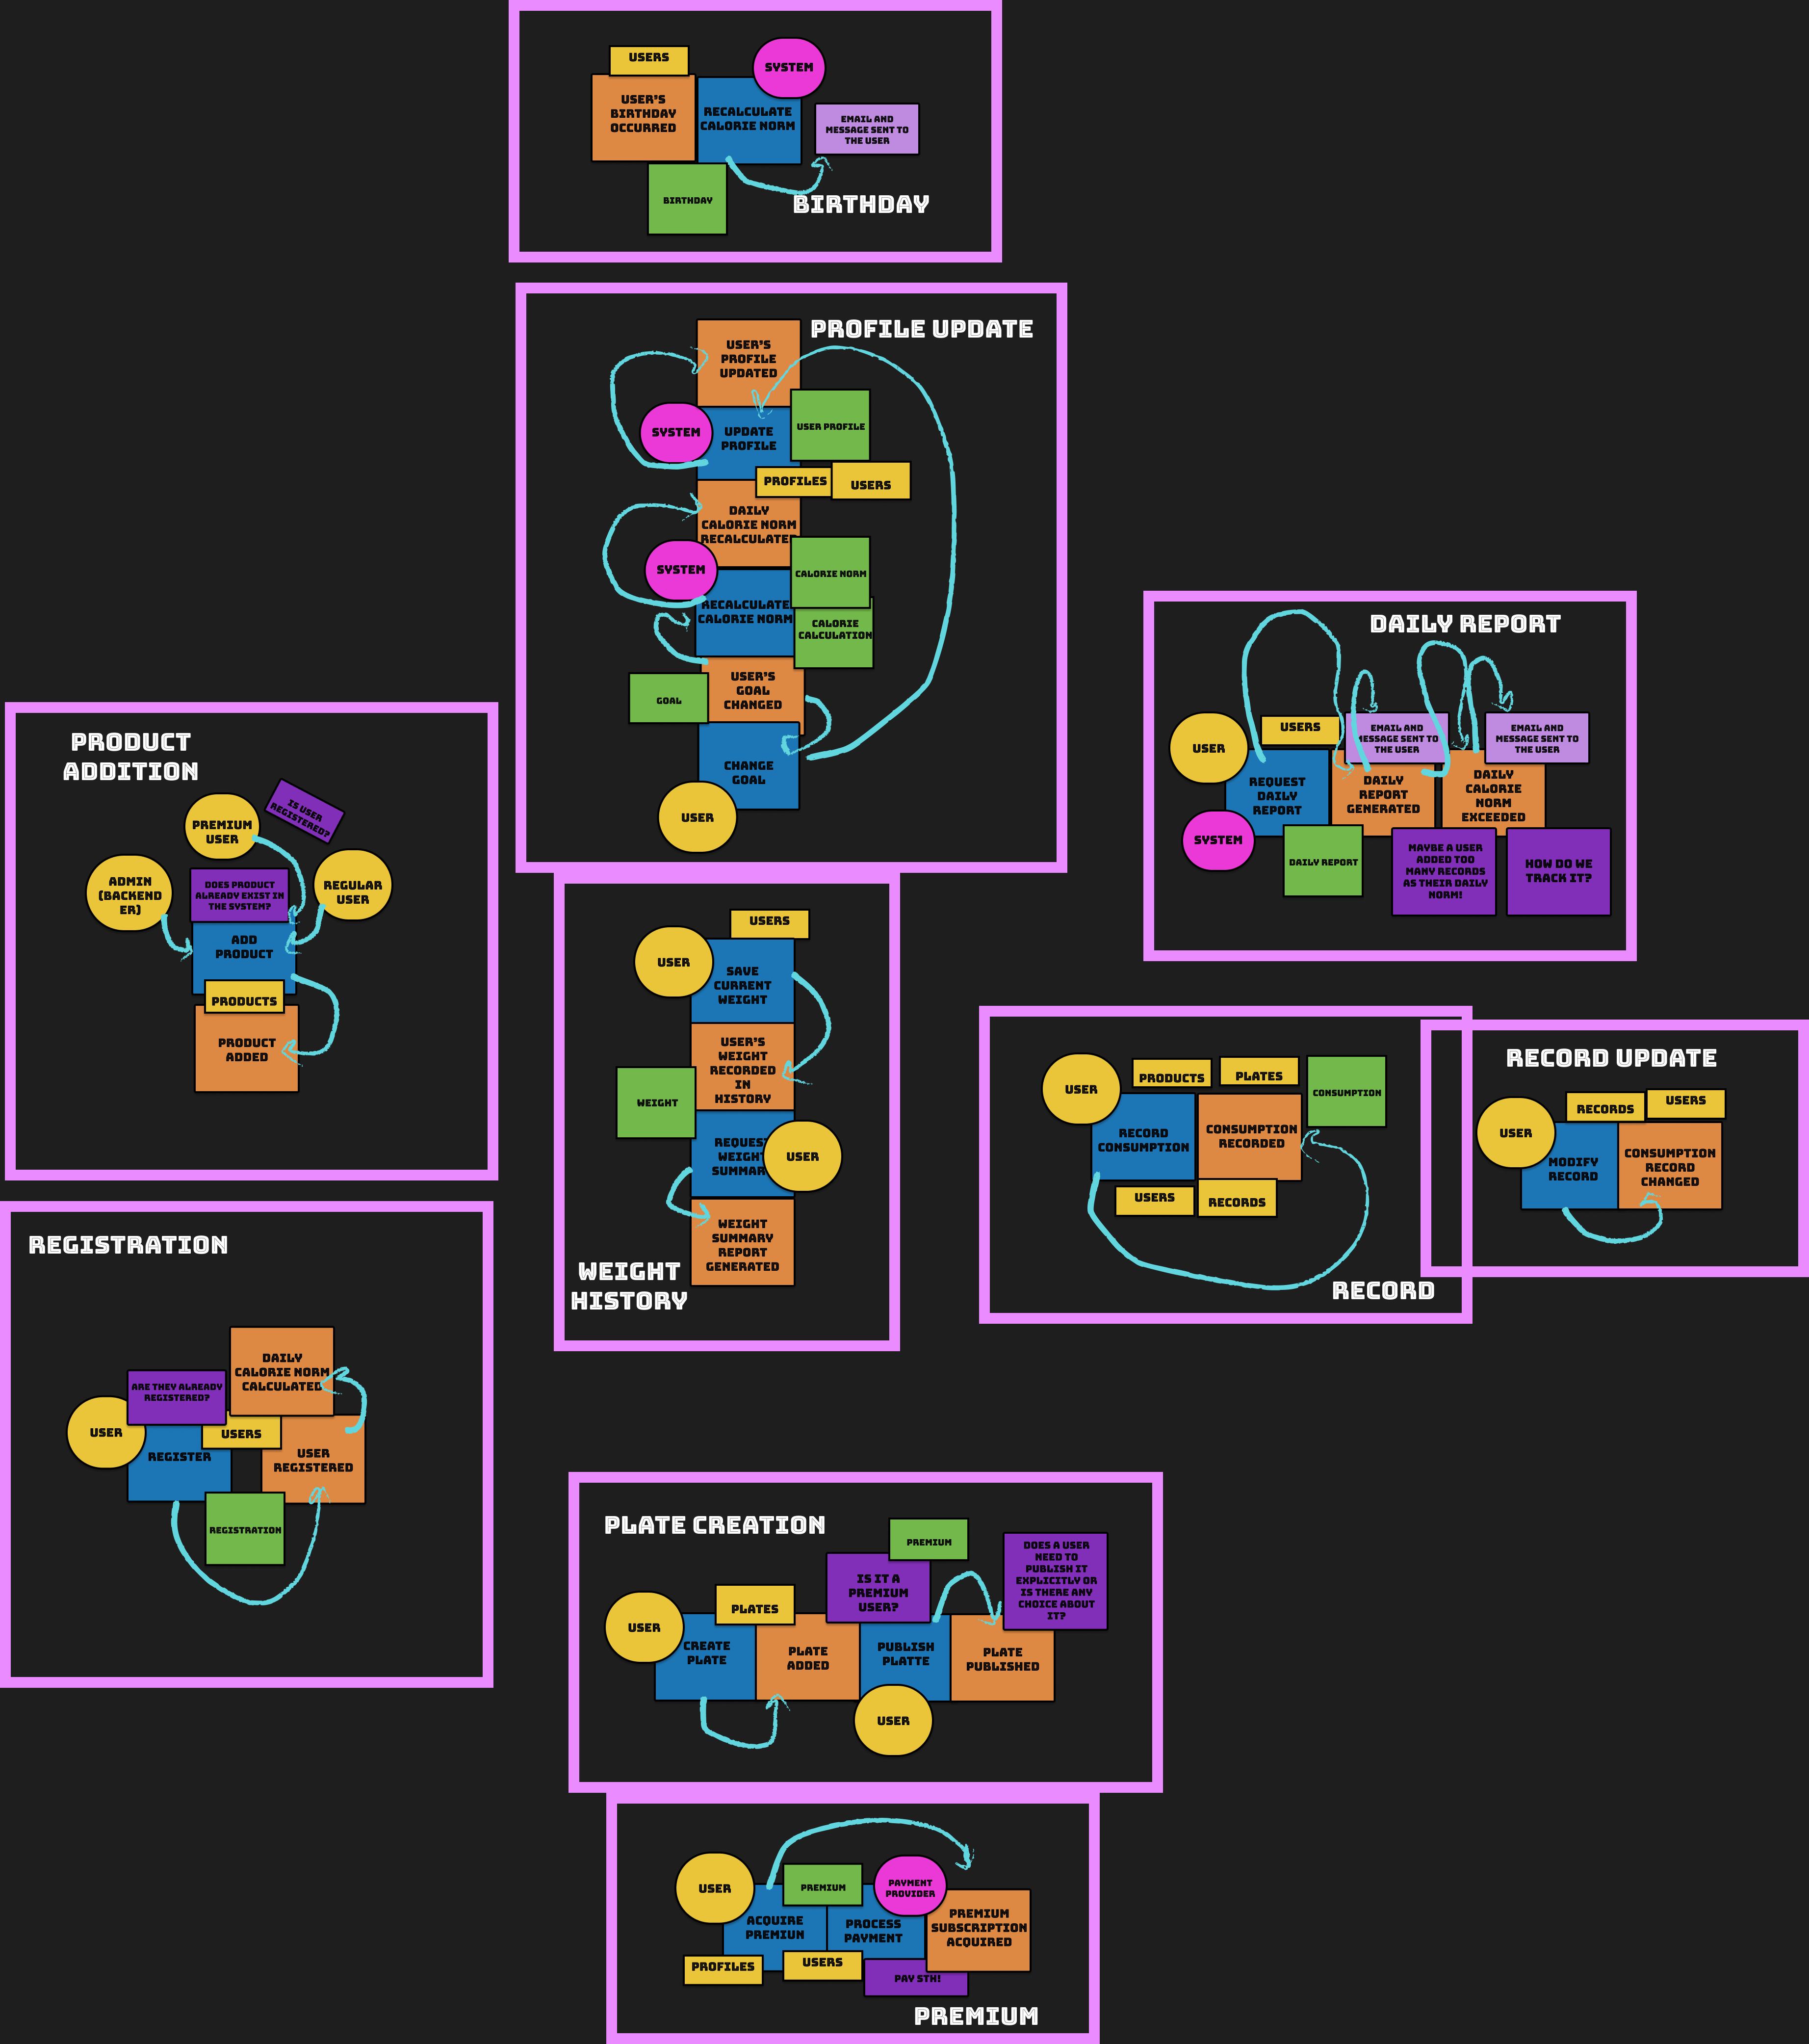 USERS
SYSTEM
USER'S
BIRTHDAY
OCCURRED
RECALCULATE
CALORIE NORM
EMAIL AND
MESSAGE SENT TO
THE USER
BIRTHDAY
BIRTHDAY
PROFILE UPDATE
USER'S
PROFILE
UPDATED
SYSTEM
UPDATE
PROFILE
USER PROFILE
PROFILES
USERS
DAILY
CALORIE NORM
RECALCULATED
SYSTEM
CALORIE NORM
RECALCULATE
CALORIE NORM
CALORIE
CALCULATION
USER'S
GOAL
CHANGED
GOAL
CHANGE
GOAL
USER
DAILY REPORT
USER
USERS
EMAIL AND
MESSAGE SENT TO
THE USER
EMAIL AND
MESSAGE SENT TO
THE USER
REQUEST
DAILY
REPORT
DAILY
REPORT
GENERATED
DAILY
CALORIE
NORM
EXCEEDED
SYSTEM
DAILY REPORT
MAYBE A USER
ADDED TOO
MANY RECORDS
AS THEIR DAILY
NORM!
HOW DO WE
TRACK IT?
PRODUCT
ADDITION
PREMIUM
USER
IS USER
REGISTERED?
ADMIN
(BACKEND
ER)
DOES PRODUCT
ALREADY EXIST IN
THE SYSTEM?
REGULAR
USER
ADD
PRODUCT
PRODUCTS
PRODUCT
ADDED
USERS
USER
SAVE
CURRENT
WEIGHT
USER'S
WEIGHT
RECORDED
IN
HISTORY
WEIGHT
REQUEST
WEIGHT
SUMMARY
USER
WEIGHT
SUMMARY
REPORT
GENERATED
WEIGHT
HISTORY
USER
PRODUCTS
PLATES
CONSUMPTION
RECORD
CONSUMPTION
CONSUMPTION
RECORDED
USERS
RECORDS
RECORD
RECORD UPDATE
USER
RECORDS
USERS
MODIFY
RECORD
CONSUMPTION
RECORD
CHANGED
REGISTRATION
DAILY
CALORIE NORM
CALCULATED
ARE THEY ALREADY
REGISTERED?
USER
USERS
REGISTER
USER
REGISTERED
REGISTRATION
PLATE CREATION
PREMIUM
DOES A USER
NEED TO
PUBLISH IT
EXPLICITLY OR
IS THERE ANY
CHOICE ABOUT
IT?
IS IT A
PREMIUM
USER?
USER
PLATES
CREATE
PLATE
PLATE
ADDED
PUBLISH
PLATTE
PLATE
PUBLISHED
USER
USER
PREMIUM
PAYMENT
PROVIDER
ACQUIRE
PREMIUN
PROCESS
PAYMENT
PREMIUM
SUBSCRIPTION
ACQUIRED
PROFILES
USERS
PAY STH!
PREMIUM